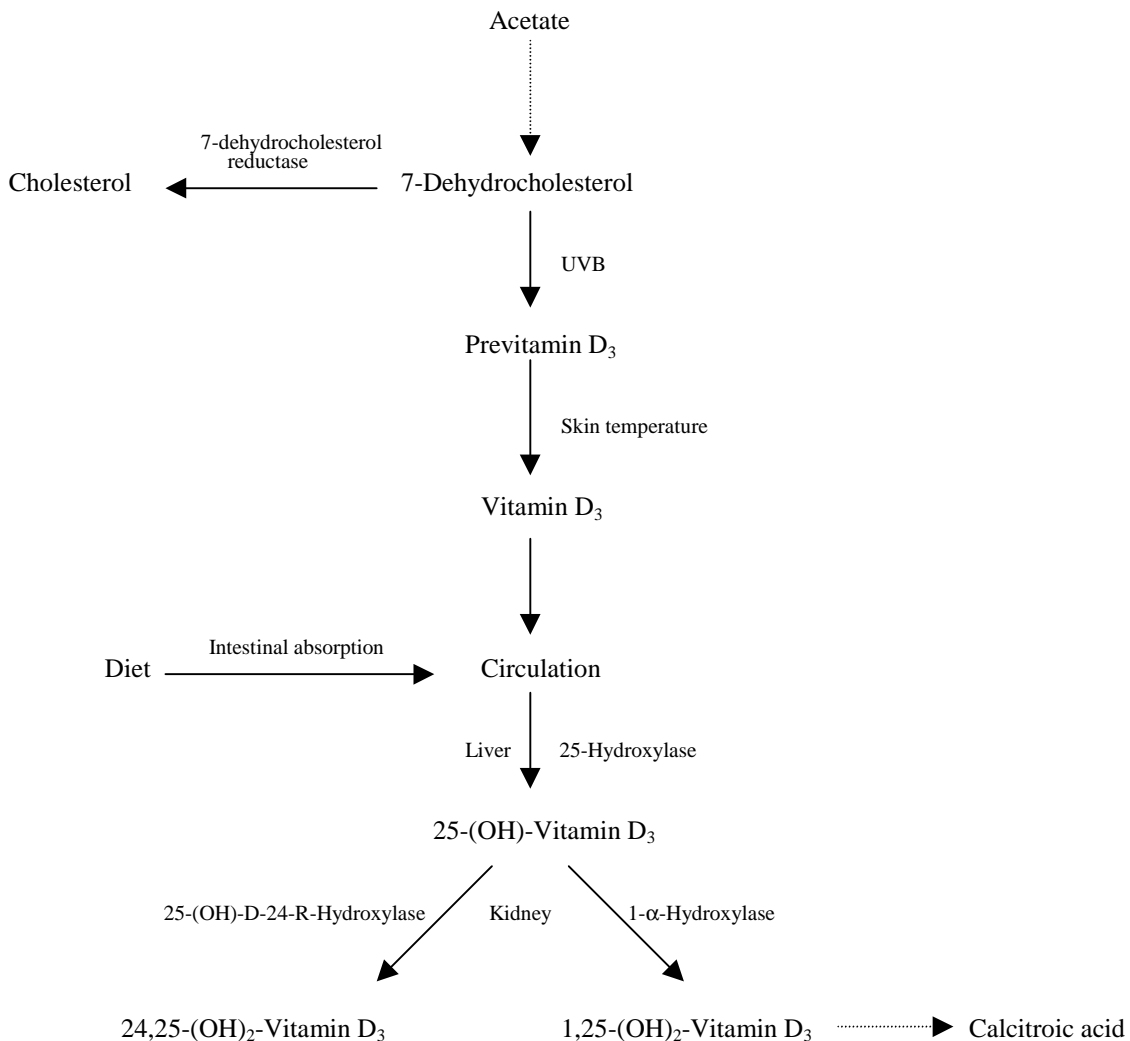 Acetate
7-dehydrocholesterol
reductase
Cholesterol
7-Dehydrocholesterol
UVB
Previtamin D₃
Skin temperature
Vitamin D₃
Diet
Intestinal absorption
Circulation
Liver
25-Hydroxylase
25-(OH)-Vitamin D₃
25-(OH)-D-24-R-Hydroxylase
Kidney
1-α-Hydroxylase
24,25-(OH)₂-Vitamin D₃
1,25-(OH)₂-Vitamin D₃
Calcitroic acid